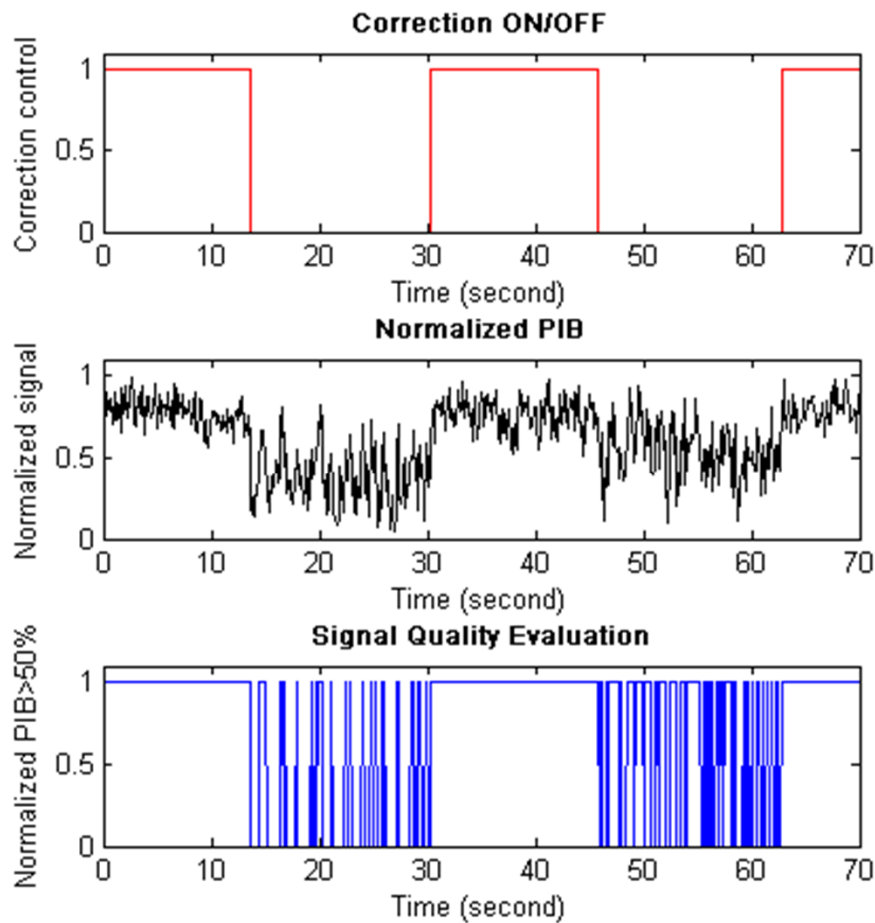 Correction ON/OFF
Correction control
1
0.5
0
0 10 20 30 40 50 60 70
Time (second)
Normalized PIB
Normalized signal
1
0.5
0
0 10 20 30 40 50 60 70
Time (second)
Signal Quality Evaluation
Normalized PIB>50%
1
0.5
0
0 10 20 30 40 50 60 70
Time (second)